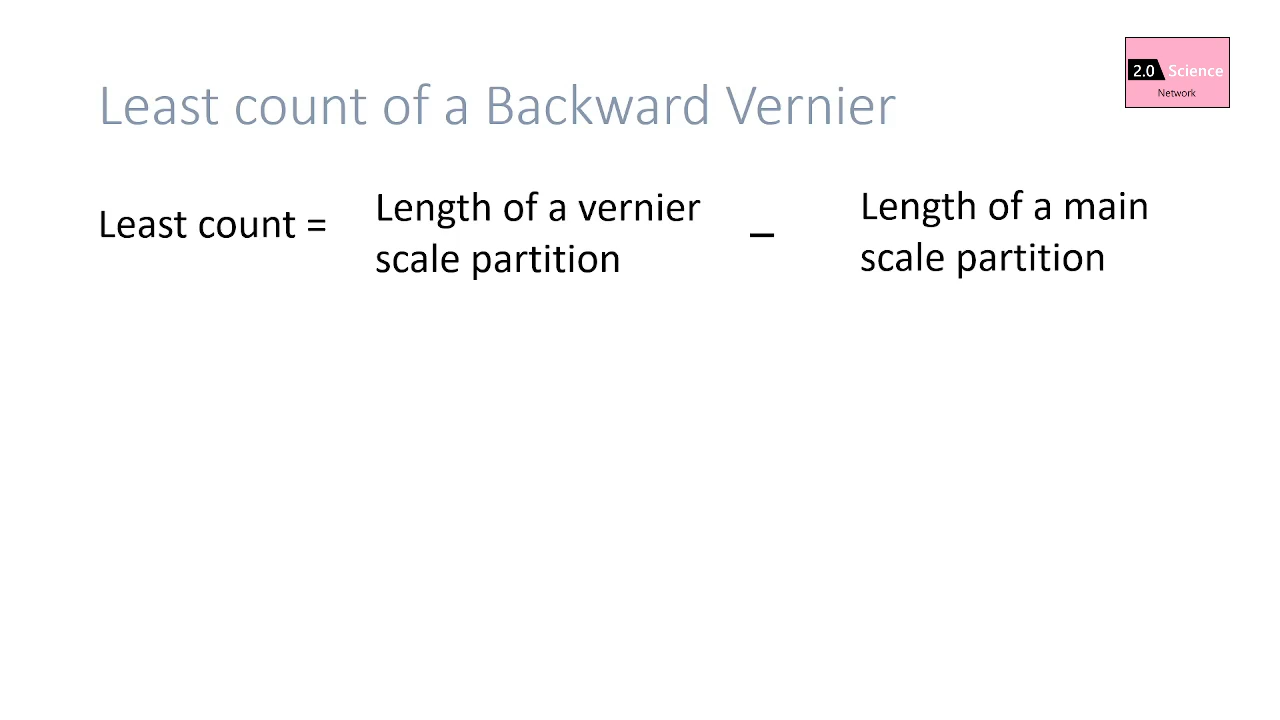 2.0 Science
Network
Least count of a Backward Vernier
Least count =
Length of a vernier
scale partition
–
Length of a main
scale partition